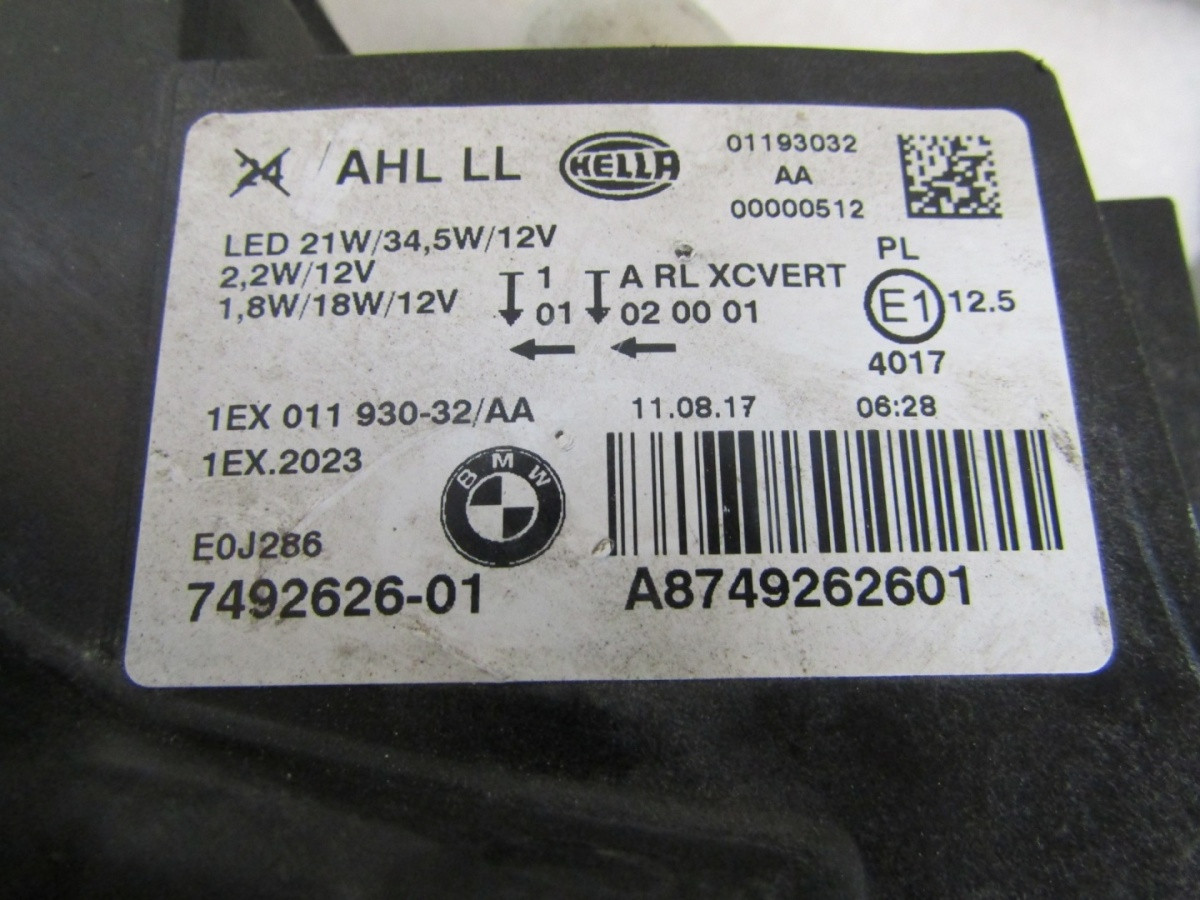 24 AHL LL HELLA 01193032
AA
00000512
LED 21W/34,5W/12V
2,2W/12V
1,8W/18W/12V
1 A RL XCVERT
01 02 00 01
PL
E1 12.5
4017
1EX 011 930-32/AA 11.08.17 06:28
1EX.2023
BMW
E0J286
7492626-01 A8749262601